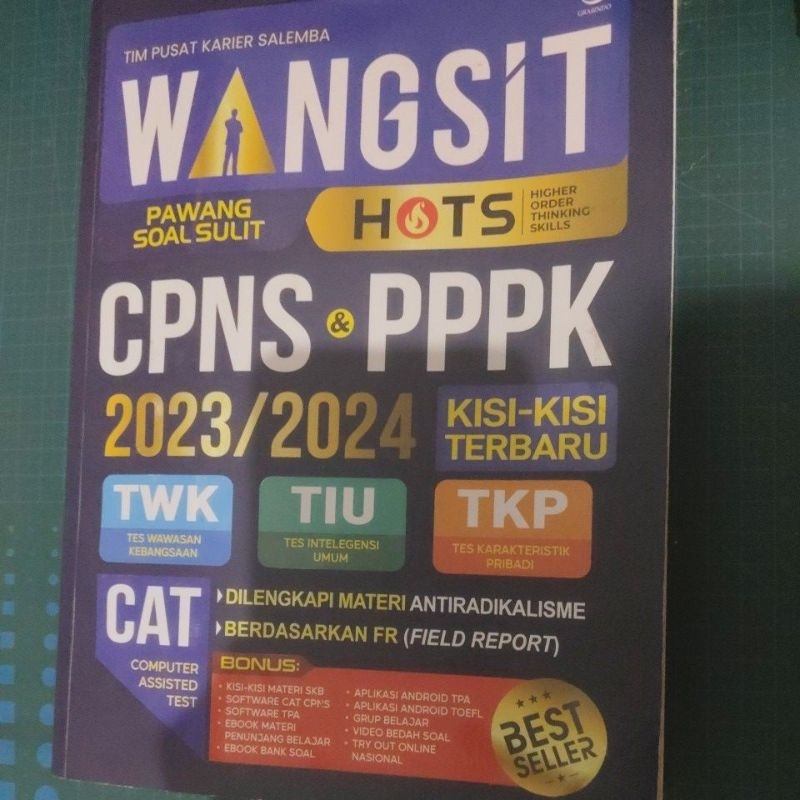 GRASINDO
TIM PUSAT KARIER SALEMBA
WANGSIT
PAWANG
SOAL SULIT
HOTS
HIGHER
ORDER
THINKING
SKILLS
CPNS & PPPK
2023/2024
KISI-KISI
TERBARU
TWK
TES WAWASAN
KEBANGSAAN
TIU
TES INTELEGENSI
UMUM
TKP
TES KARAKTERISTIK
PRIBADI
CAT
COMPUTER
ASSISTED
TEST
DILENGKAPI MATERI ANTIRADIKALISME
BERDASARKAN FR (FIELD REPORT)
BONUS:
• KISI-KISI MATERI SKB
• SOFTWARE CAT CPNS
• SOFTWARE TPA
• EBOOK MATERI
PENUNJANG BELAJAR
• EBOOK BANK SOAL
• APLIKASI ANDROID TPA
• APLIKASI ANDROID TOEFL
• GRUP BELAJAR
• VIDEO BEDAH SOAL
• TRY OUT ONLINE
NASIONAL
BEST
SELLER